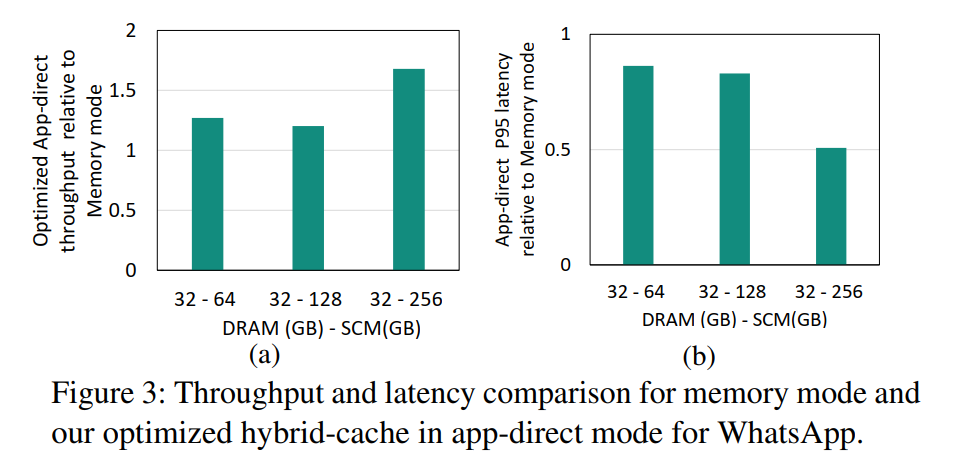 Optimized App-direct
throughput relative to
Memory mode
2
1.5
1
0.5
0
32 - 64
32 - 128
32 - 256
DRAM (GB) - SCM(GB)
(a)
App-direct P95 latency
relative to Memory mode
1
0.5
0
32 - 64
32 - 128
32 - 256
DRAM (GB) - SCM(GB)
(b)
Figure 3: Throughput and latency comparison for memory mode and
our optimized hybrid-cache in app-direct mode for WhatsApp.